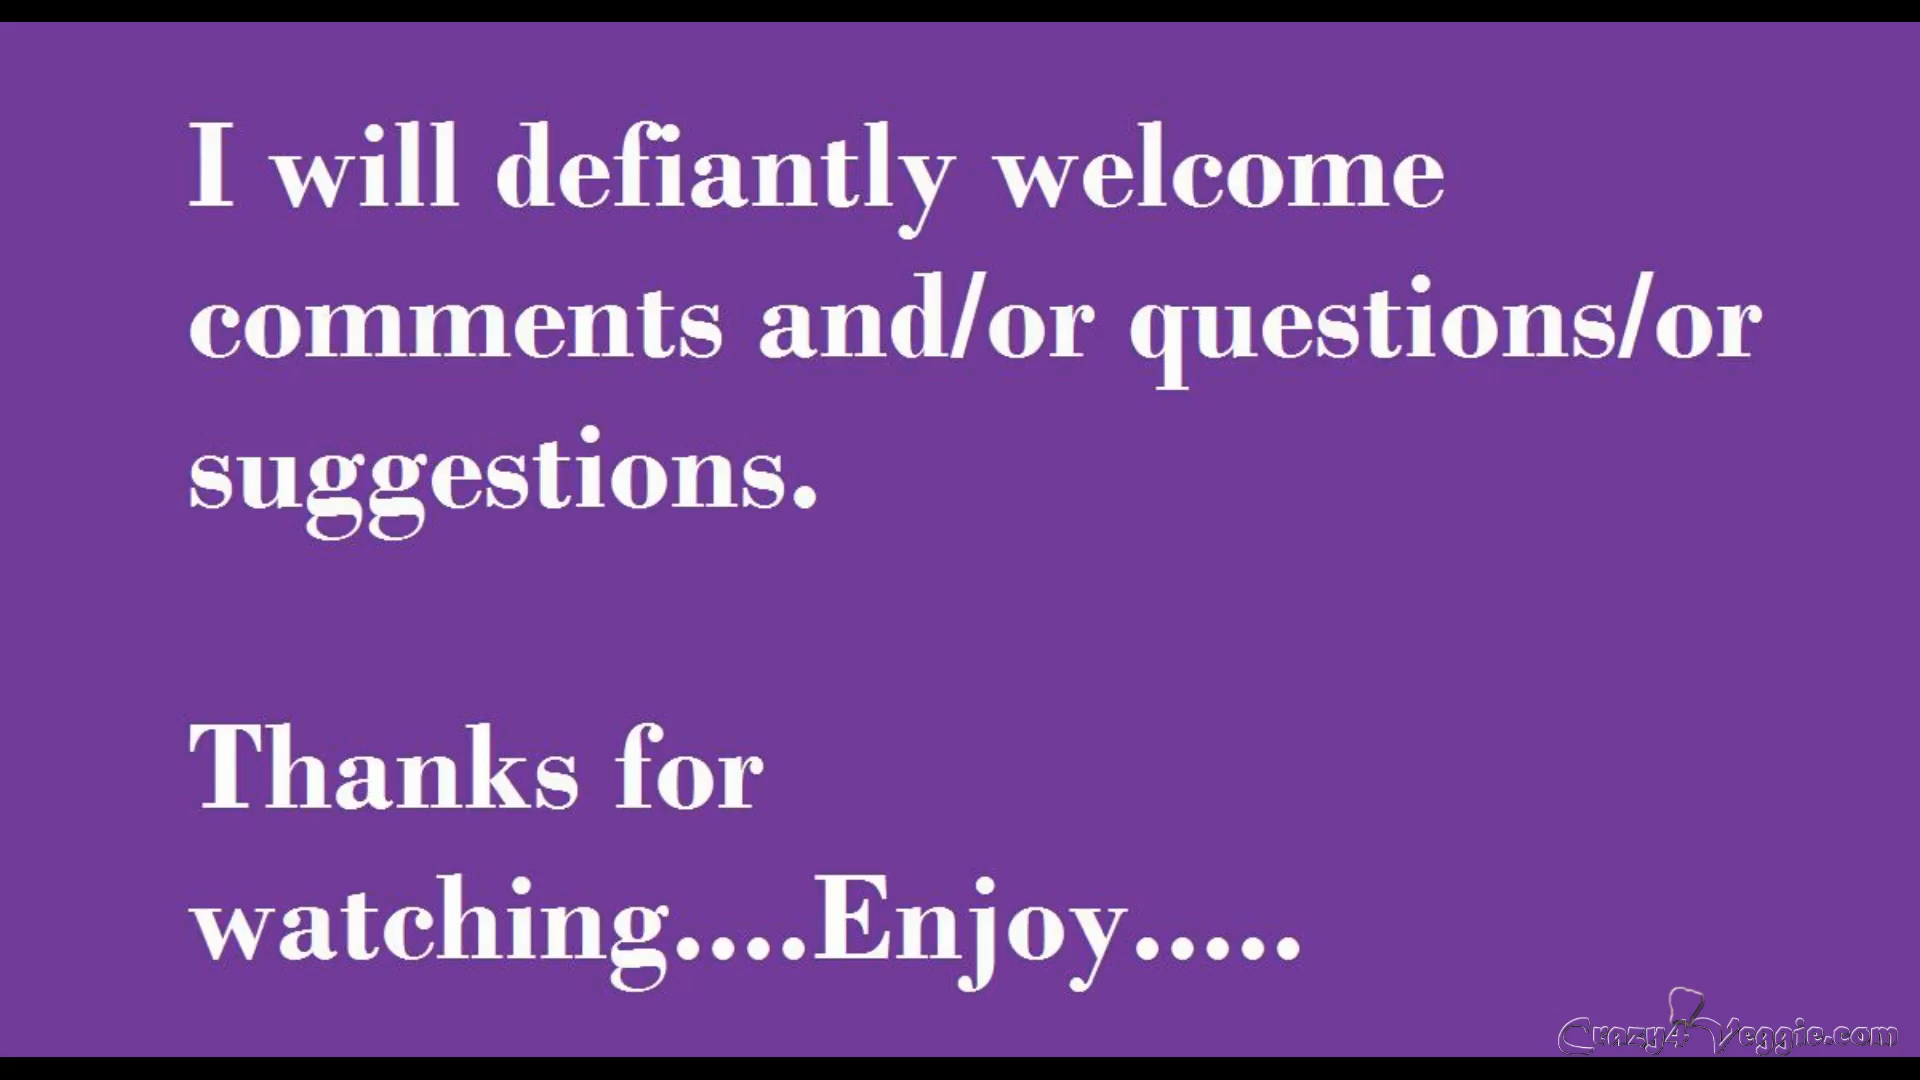 I will defiantly welcome
comments and/or questions/or
suggestions.
Thanks for
watching....Enjoy.....
Crazy4Veggie.com